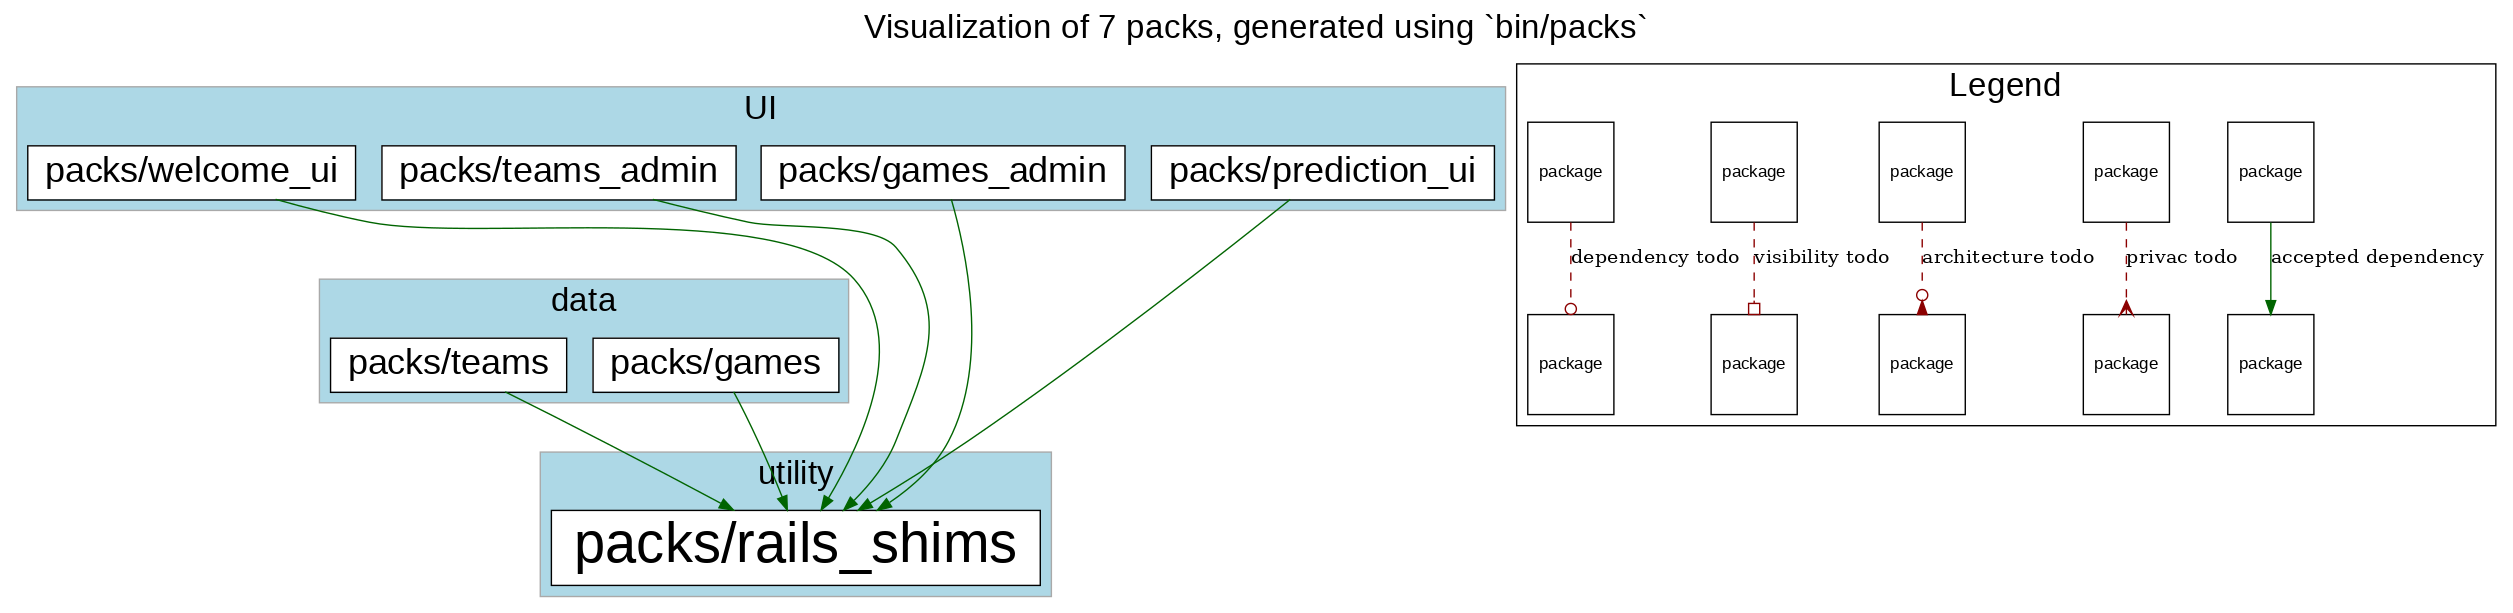 Visualization of 7 packs, generated using `bin/packs`
UI
packs/welcome_ui
packs/teams_admin
packs/games_admin
packs/prediction_ui
data
packs/teams
packs/games
utility
packs/rails_shims
Legend
package
package
package
package
package
dependency todo
visibility todo
architecture todo
privac todo
accepted dependency
package
package
package
package
package